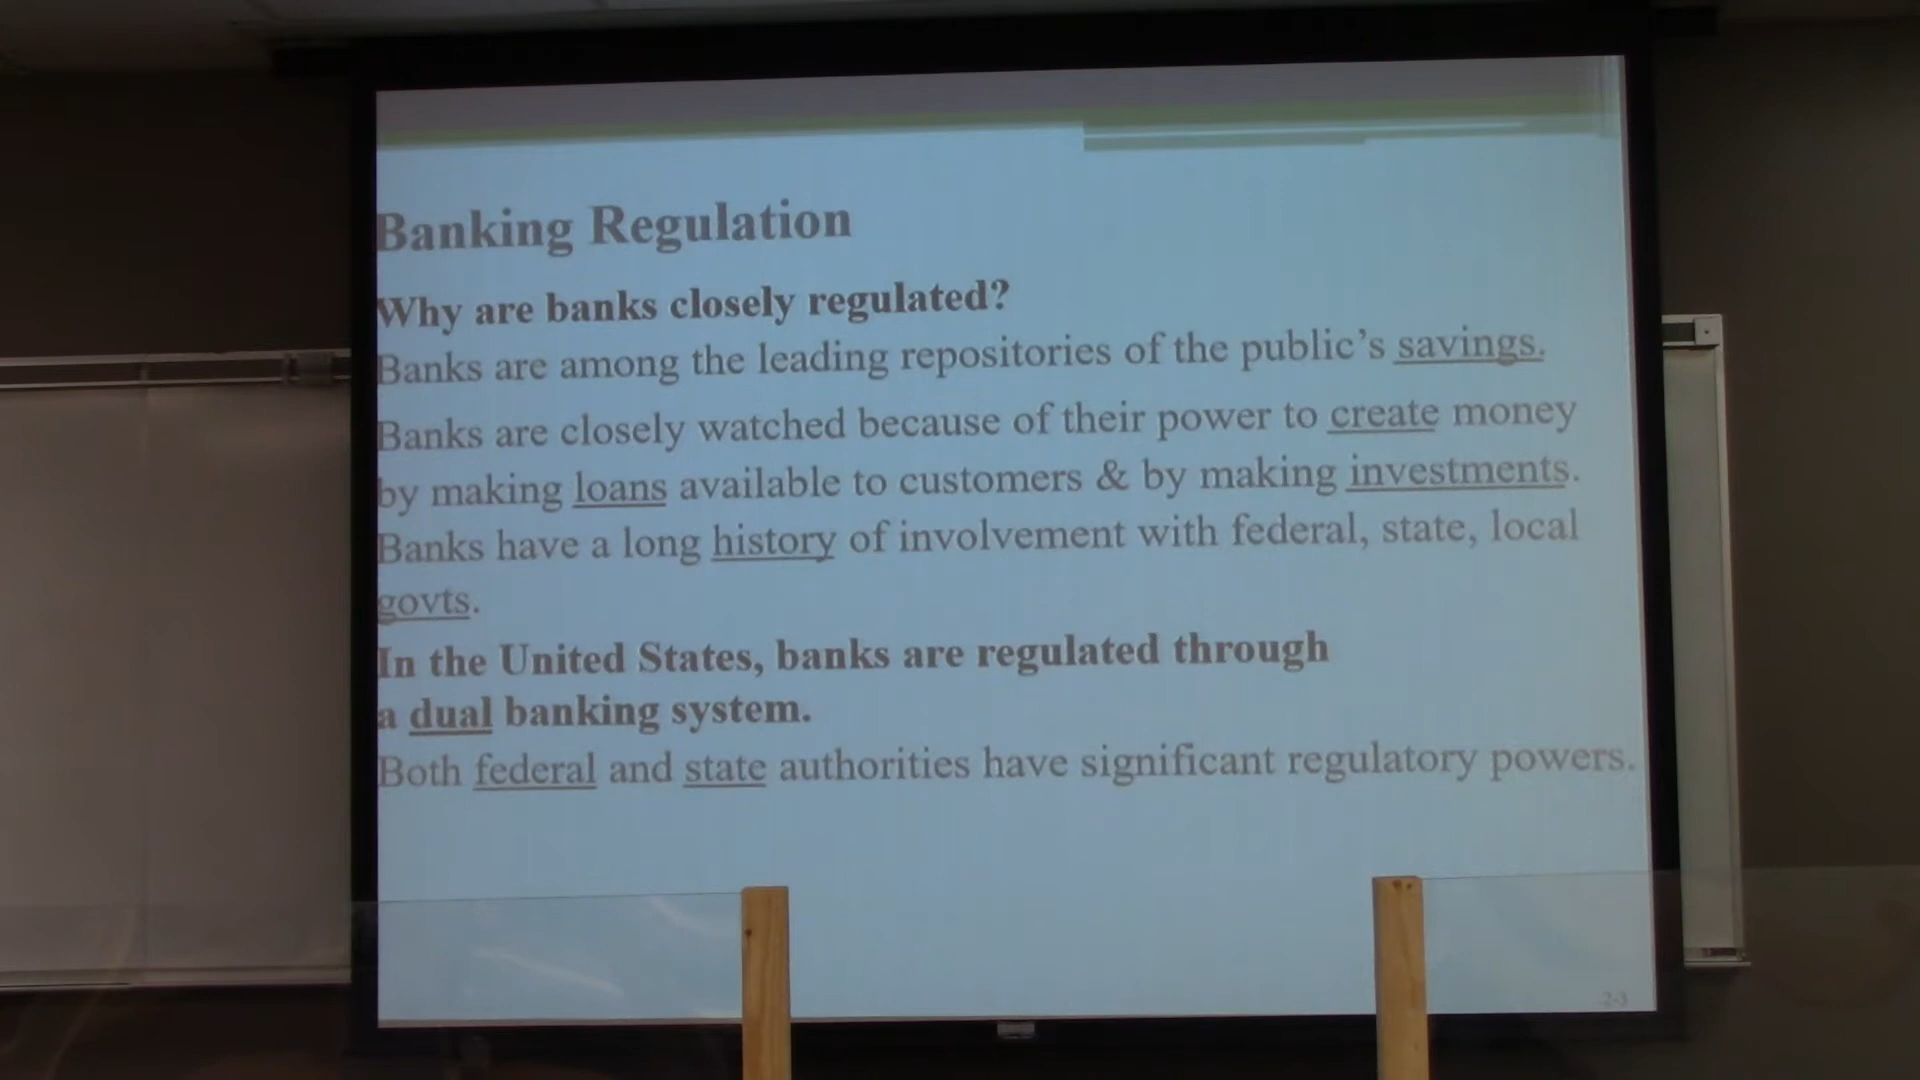 Banking Regulation
Why are banks closely regulated?
Banks are among the leading repositories of the public's savings.
Banks are closely watched because of their power to create money
by making loans available to customers & by making investments.
Banks have a long history of involvement with federal, state, local
govts.
In the United States, banks are regulated through
a dual banking system.
Both federal and state authorities have significant regulatory powers.
2-3